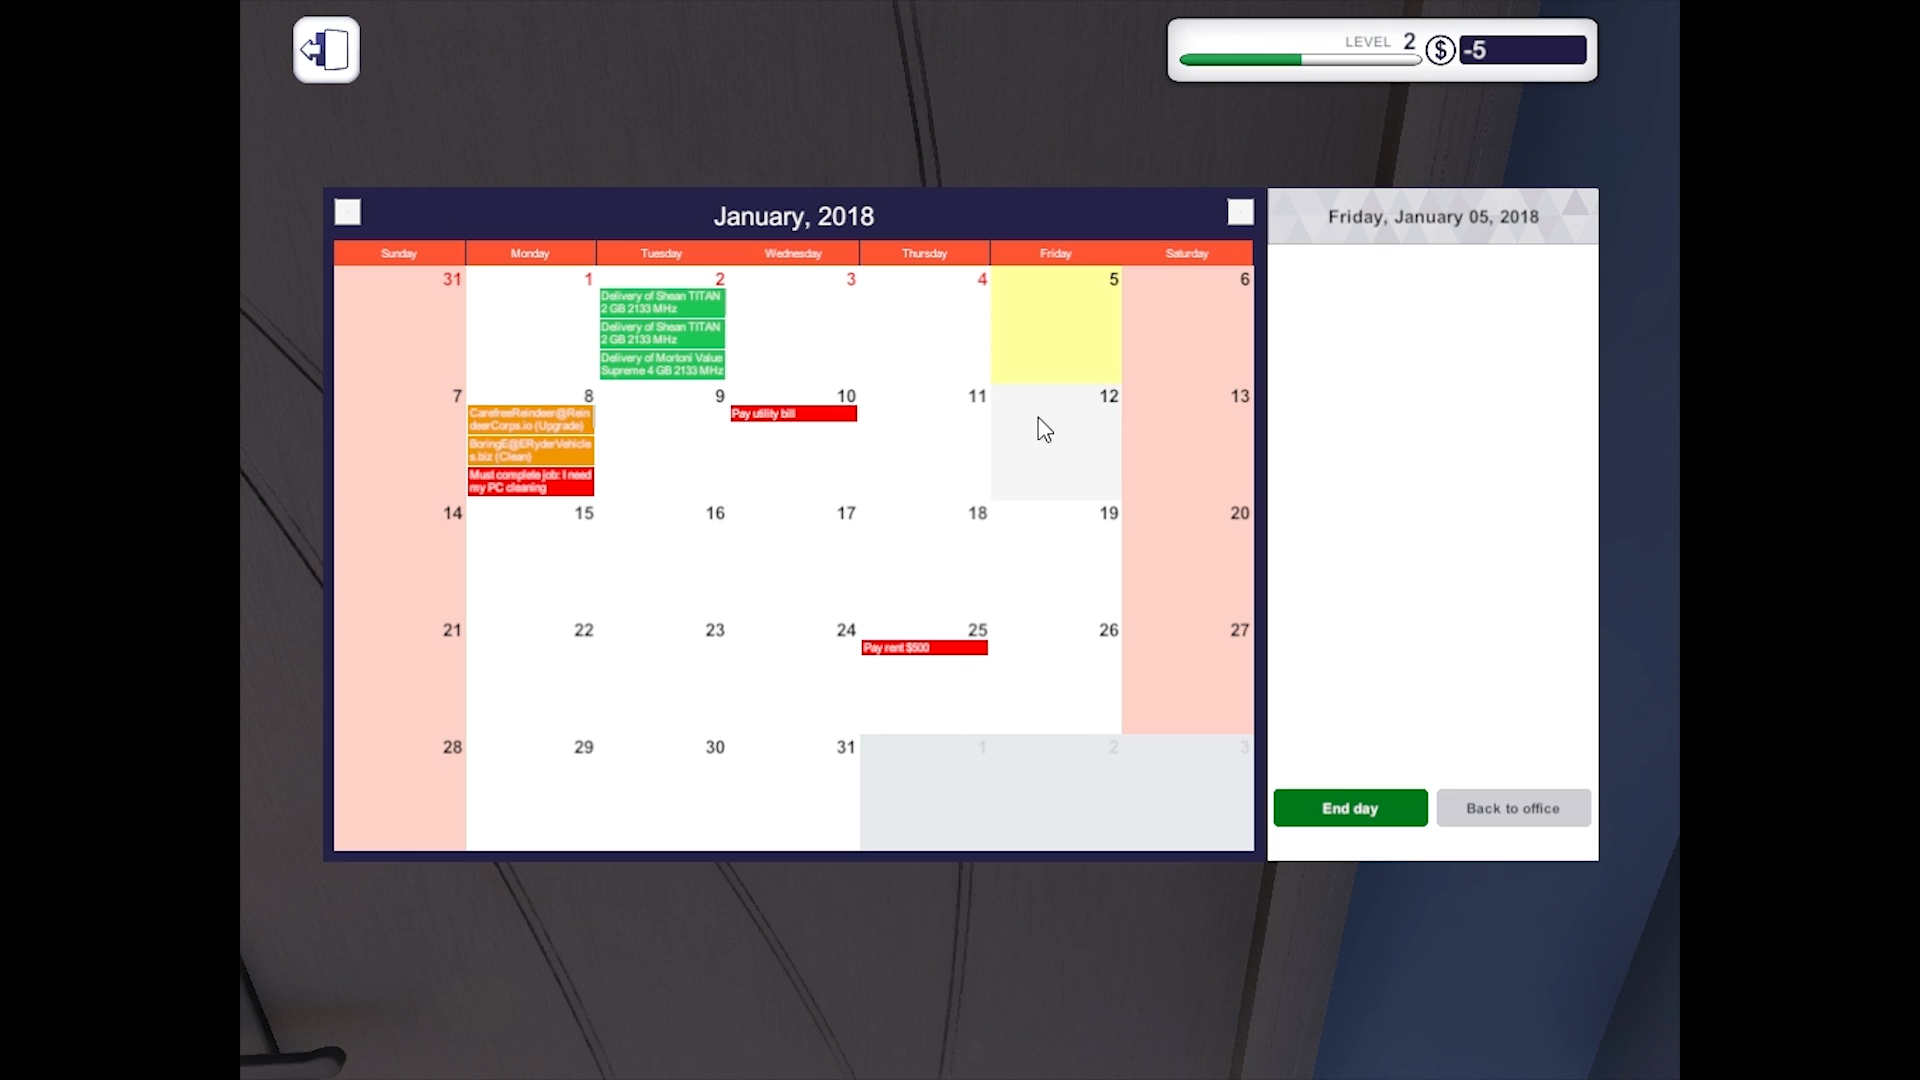 LEVEL 2 $ -5
January, 2018
Friday, January 05, 2018
Sunday Monday Tuesday Wednesday Thursday Friday Saturday
31 1 2 3 4 5 6
Delivery of Shean TITAN
2 GB 2133 MHz
Delivery of Shean TITAN
2 GB 2133 MHz
Delivery of Mortoni Value
Supreme 4 GB 2133 MHz
7 8 9 10 11 12 13
CarefreeReindeer@Rein
deerCorps.io (Upgrade)
BoringE@ERyderVehicle
s.biz (Clean)
Must complete job: I need
my PC cleaning
Pay utility bill
14 15 16 17 18 19 20
21 22 23 24 25 26 27
Pay rent $500
28 29 30 31 1 2 3
End day
Back to office